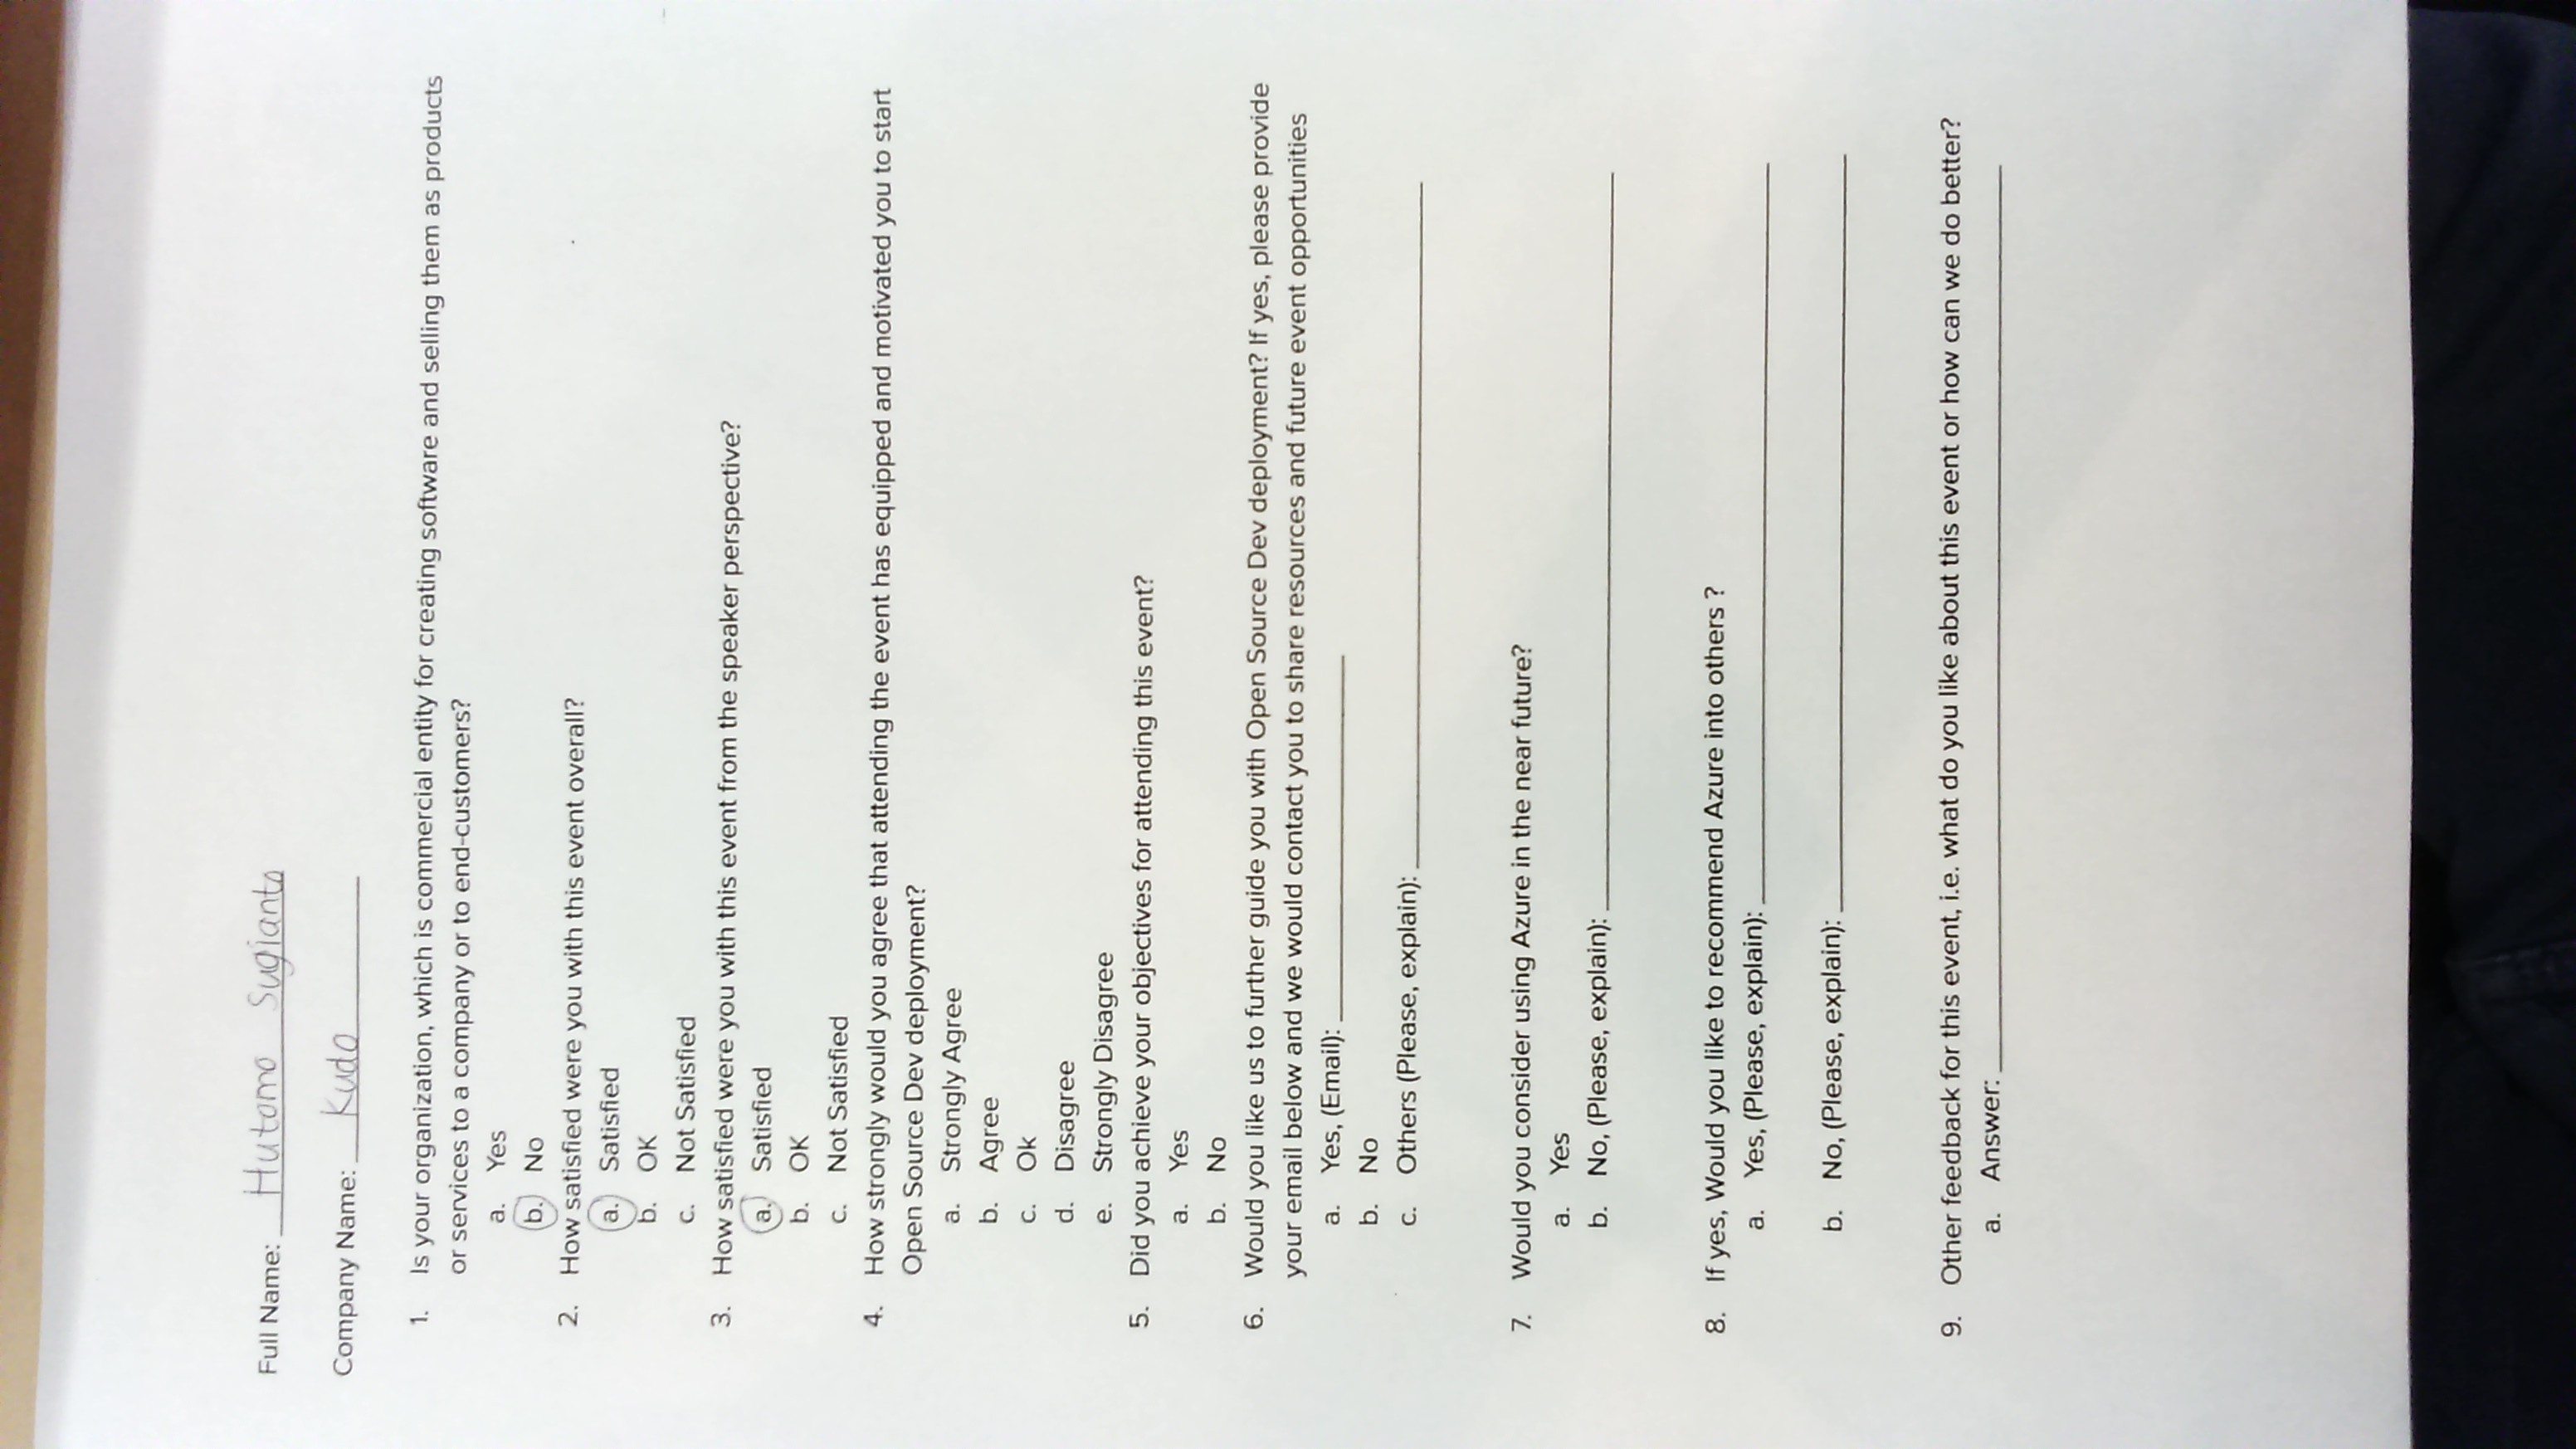 Full Name: Hutomo Sugianto
Company Name: Kudo
1. Is your organization, which is commercial entity for creating software and selling them as products
or services to a company or to end-customers?
a. Yes
b. No
2. How satisfied were you with this event overall?
a. Satisfied
b. OK
c. Not Satisfied
3. How satisfied were you with this event from the speaker perspective?
a. Satisfied
b. OK
c. Not Satisfied
4. How strongly would you agree that attending the event has equipped and motivated you to start
Open Source Dev deployment?
a. Strongly Agree
b. Agree
c. Ok
d. Disagree
e. Strongly Disagree
5. Did you achieve your objectives for attending this event?
a. Yes
b. No
6. Would you like us to further guide you with Open Source Dev deployment? If yes, please provide
your email below and we would contact you to share resources and future event opportunities
a. Yes, (Email):
b. No
c. Others (Please, explain):
7. Would you consider using Azure in the near future?
a. Yes
b. No, (Please, explain):
8. If yes, Would you like to recommend Azure into others ?
a. Yes, (Please, explain):
b. No, (Please, explain):
9. Other feedback for this event, i.e. what do you like about this event or how can we do better?
a. Answer: